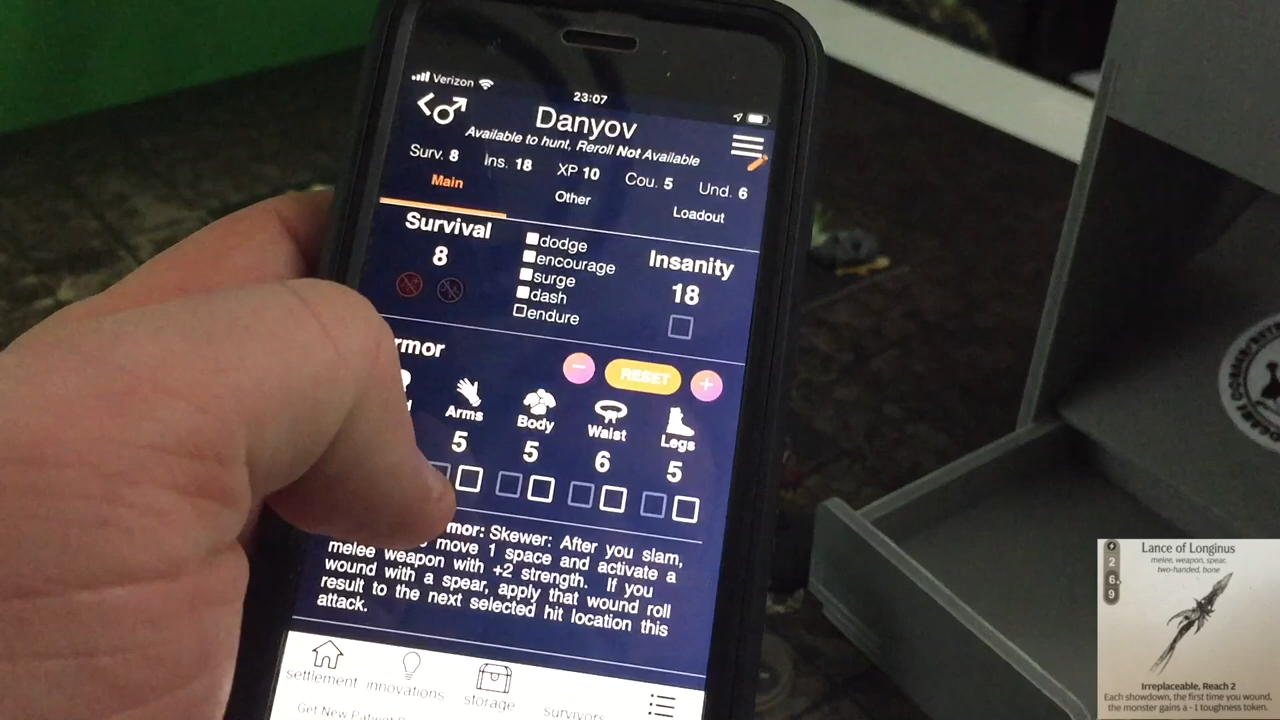 Verizon
23:07
Danyov
Available to hunt, Reroll Not Available
Surv. 8 Ins. 18 XP 10 Cou. 5 Und. 6
Main Other Loadout
Survival
8
dodge
encourage
surge
dash
endure
Insanity
18
rmor
− RESET +
Arms Body Waist Legs
5 5 6 5
mor: Skewer: After you slam,
move 1 space and activate a
melee weapon with +2 strength. If you
wound with a spear, apply that wound roll
result to the next selected hit location this
attack.
settlement innovations storage survivors
Get New Patient
2
6
9
Lance of Longinus
melee, weapon, spear,
two-handed, bone
Irreplaceable, Reach 2
Each showdown, the first time you wound,
the monster gains a -1 toughness token.